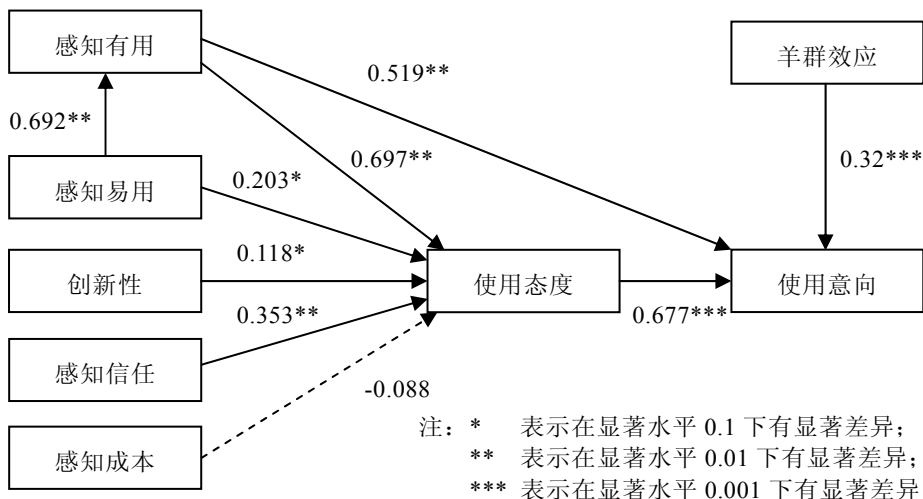 感知有用
羊群效应
0.519**
0.692**
0.697**
0.32***
感知易用
0.203*
0.118*
创新性
使用态度
使用意向
0.353**
0.677***
感知信任
-0.088
感知成本
注：* 表示在显著水平 0.1 下有显著差异；
** 表示在显著水平 0.01 下有显著差异；
*** 表示在显著水平 0.001 下有显著差异